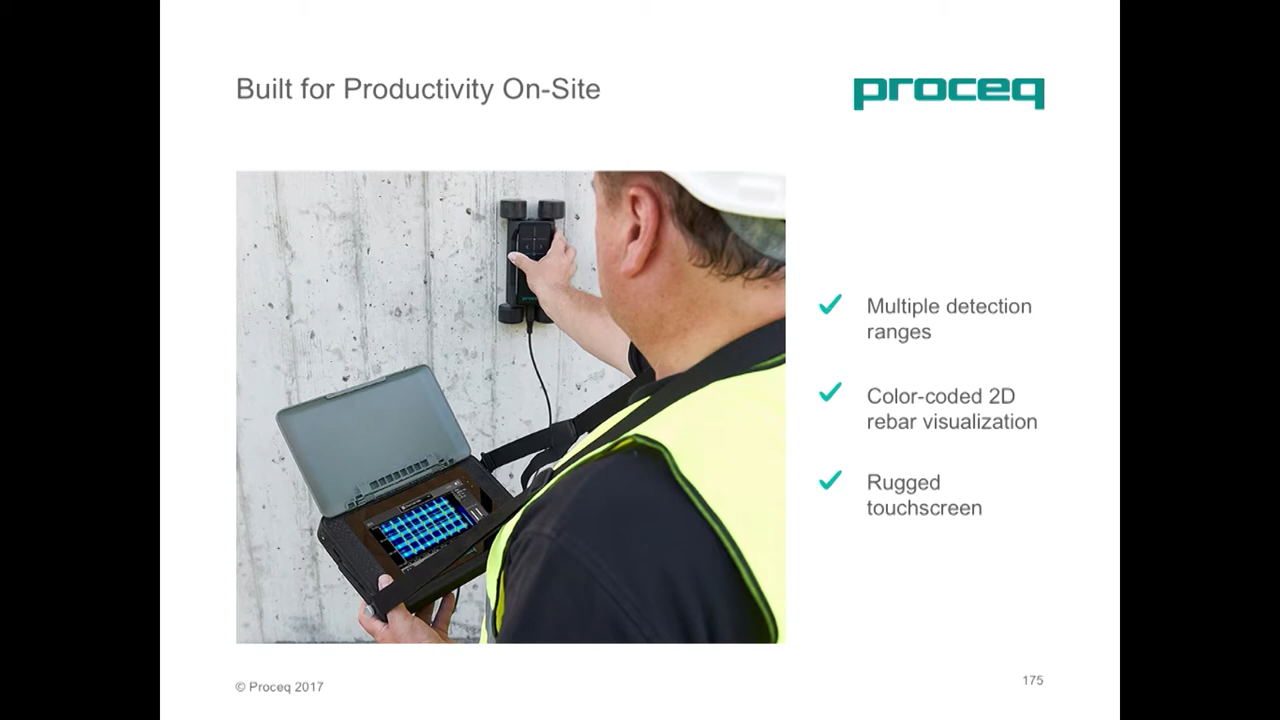 Built for Productivity On-Site
proceq
proceq
Multiple detection
ranges
Color-coded 2D
rebar visualization
Rugged
touchscreen
© Proceq 2017
175